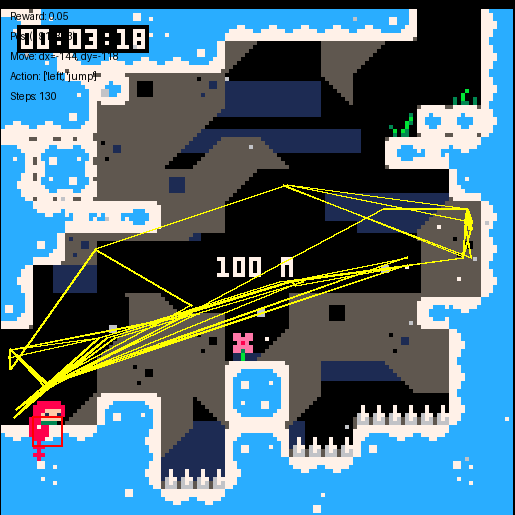 Reward: 0.05
00:03:18
Move: dx=-144, dy=-118
Action: ['left', 'jump']
Steps: 130
100 M